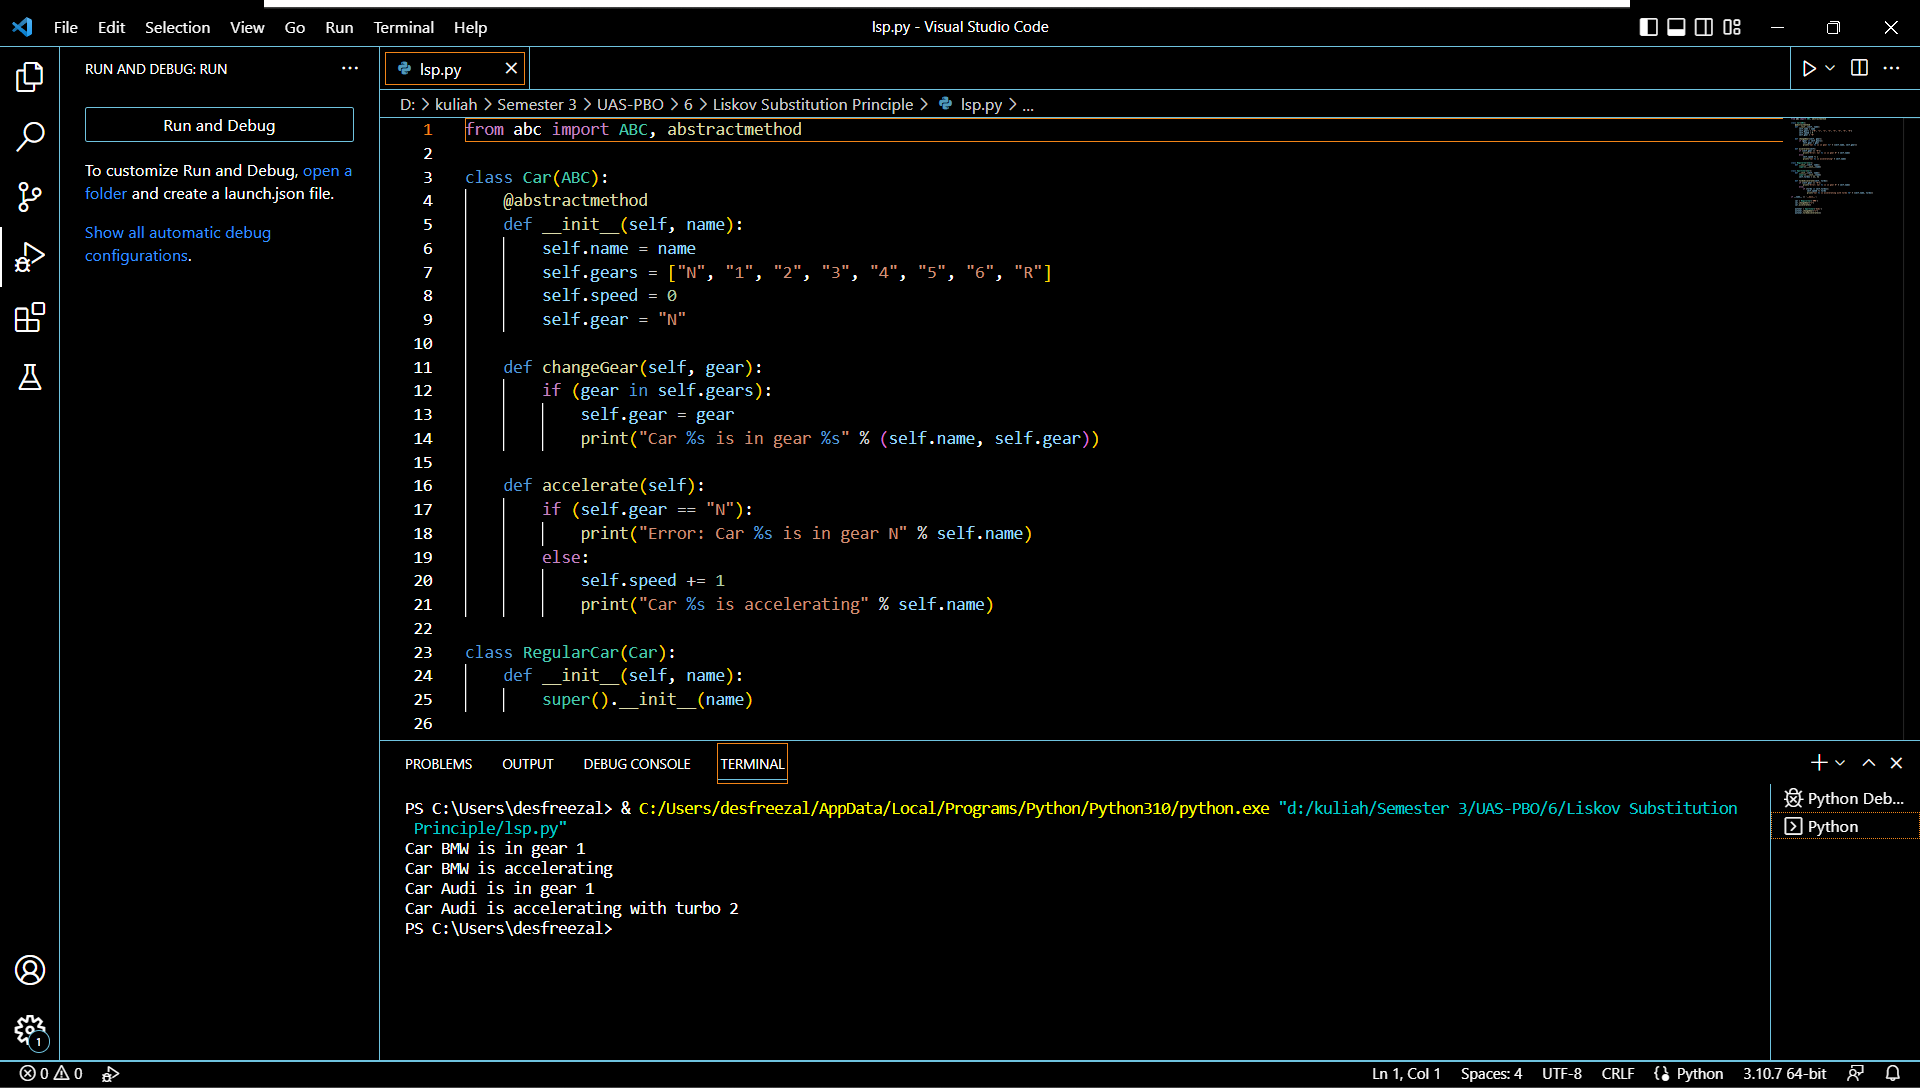 File Edit Selection View Go Run Terminal Help
lsp.py - Visual Studio Code
RUN AND DEBUG: RUN
Run and Debug
To customize Run and Debug, open a
folder and create a launch.json file.
Show all automatic debug
configurations.
lsp.py
D: > kuliah > Semester 3 > UAS-PBO > 6 > Liskov Substitution Principle > lsp.py > ...
1 from abc import ABC, abstractmethod
2
3 class Car(ABC):
4     @abstractmethod
5     def __init__(self, name):
6         self.name = name
7         self.gears = ["N", "1", "2", "3", "4", "5", "6", "R"]
8         self.speed = 0
9         self.gear = "N"
10
11     def changeGear(self, gear):
12         if (gear in self.gears):
13             self.gear = gear
14             print("Car %s is in gear %s" % (self.name, self.gear))
15
16     def accelerate(self):
17         if (self.gear == "N"):
18             print("Error: Car %s is in gear N" % self.name)
19         else:
20             self.speed += 1
21             print("Car %s is accelerating" % self.name)
22
23 class RegularCar(Car):
24     def __init__(self, name):
25         super().__init__(name)
26
PROBLEMS OUTPUT DEBUG CONSOLE TERMINAL
PS C:\Users\desfreezal> & C:/Users/desfreezal/AppData/Local/Programs/Python/Python310/python.exe "d:/kuliah/Semester 3/UAS-PBO/6/Liskov Substitution
Principle/lsp.py"
Car BMW is in gear 1
Car BMW is accelerating
Car Audi is in gear 1
Car Audi is accelerating with turbo 2
PS C:\Users\desfreezal>
Python Deb...
Python
1
0 0
Ln 1, Col 1 Spaces: 4 UTF-8 CRLF Python 3.10.7 64-bit